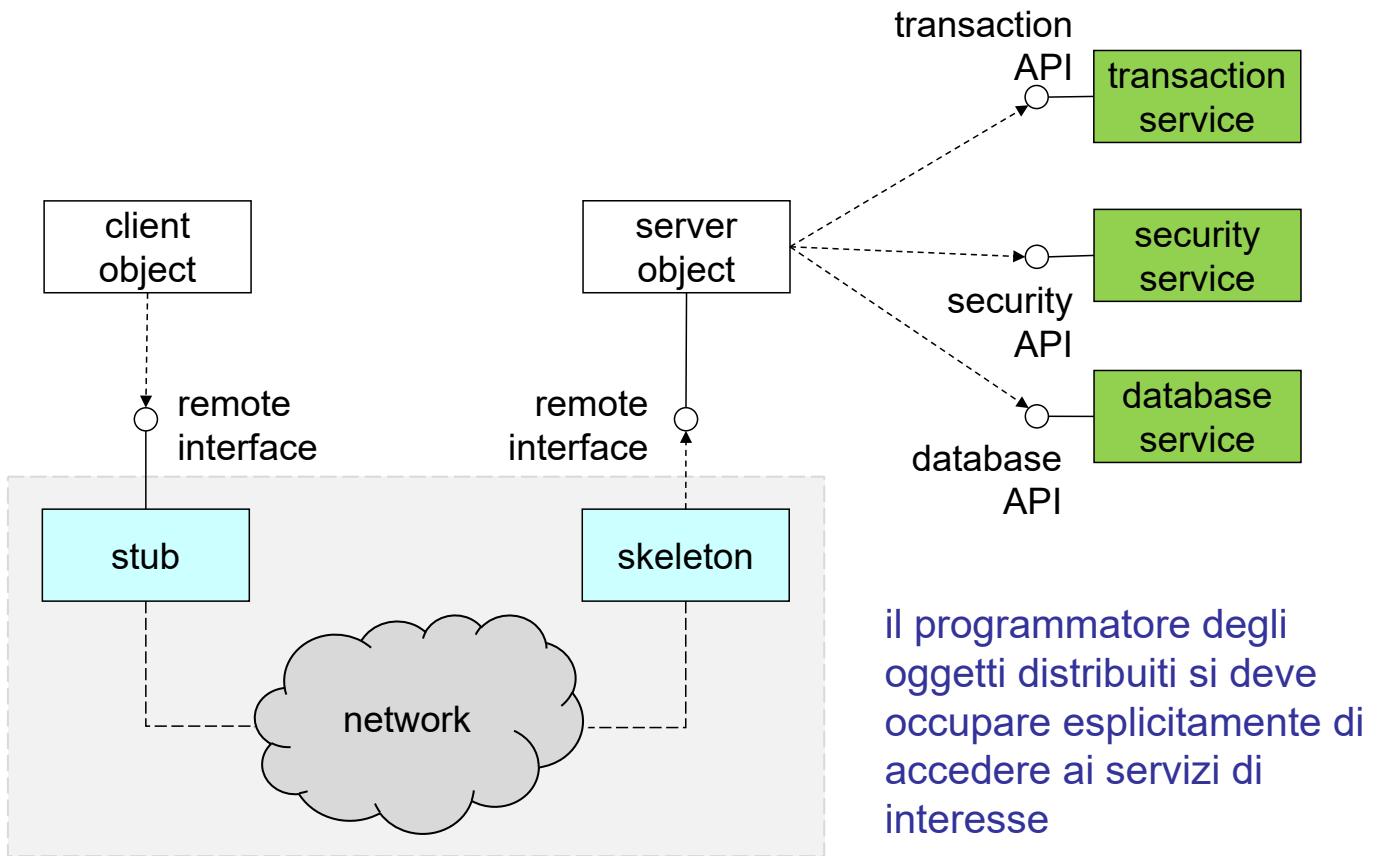 transaction
API
transaction
service
client
object
server
object
security
service
security
API
remote
interface
remote
interface
database
service
database
API
stub
skeleton
network
il programmatore degli
oggetti distribuiti si deve
occupare esplicitamente di
accedere ai servizi di
interesse